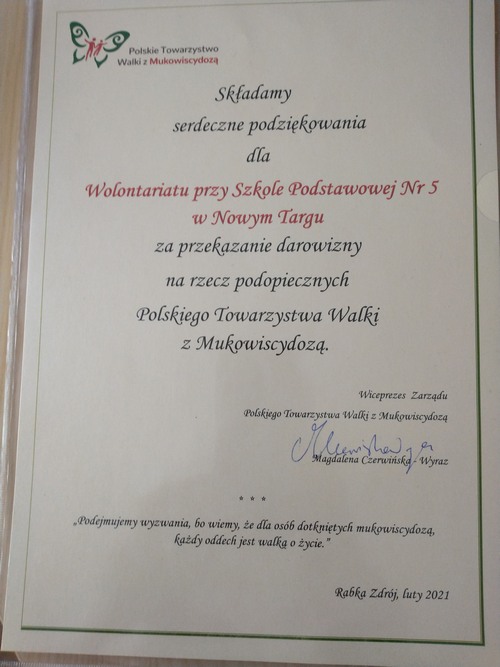 Polskie Towarzystwo
Walki z Mukowiscydozą
Składamy
serdeczne podziękowania
dla
Wolontariatu przy Szkole Podstawowej Nr 5
w Nowym Targu
za przekazanie darowizny
na rzecz podopiecznych
Polskiego Towarzystwa Walki
z Mukowiscydozą.
Wiceprezes Zarządu
Polskiego Towarzystwa Walki z Mukowiscydozą
Magdalena Czerwińska - Wyraz
* * *
„Podejmujemy wyzwania, bo wiemy, że dla osób dotkniętych mukowiscydozą,
każdy oddech jest walką o życie.”
Rabka Zdrój, luty 2021